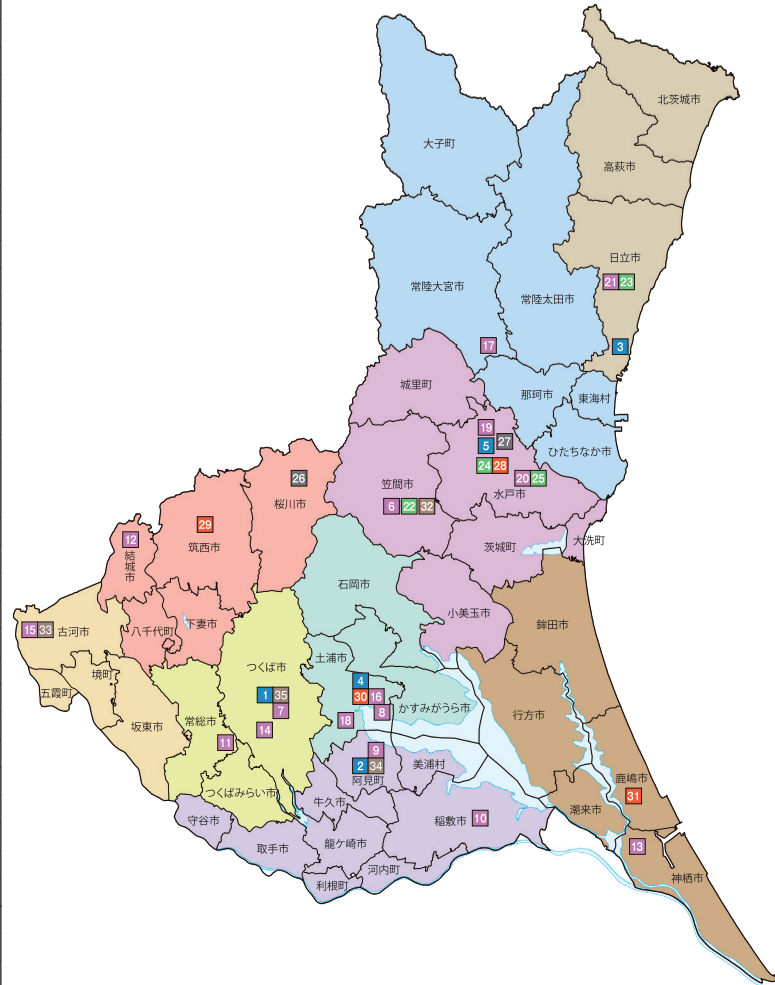 北茨城市
大子町
高萩市
日立市
21 23
常陸大宮市
常陸太田市
17
3
城里町
那珂市
東海村
19
5 27
ひたちなか市
24 28
26
笠間市
20 25
水戸市
桜川市
6 22 32
29
筑西市
12
結城市
茨城町
大洗町
石岡市
小美玉市
鉾田市
15 33
古河市
八千代町
下妻市
土浦市
つくば市
境町
五霞町
4
1 35
30 16
7
8
かすみがうら市
行方市
坂東市
常総市
18
14
11
9
2 34
阿見町
美浦村
鹿嶋市
31
つくばみらい市
牛久市
潮来市
守谷市
稲敷市
10
取手市
龍ケ崎市
13
河内町
利根町
神栖市